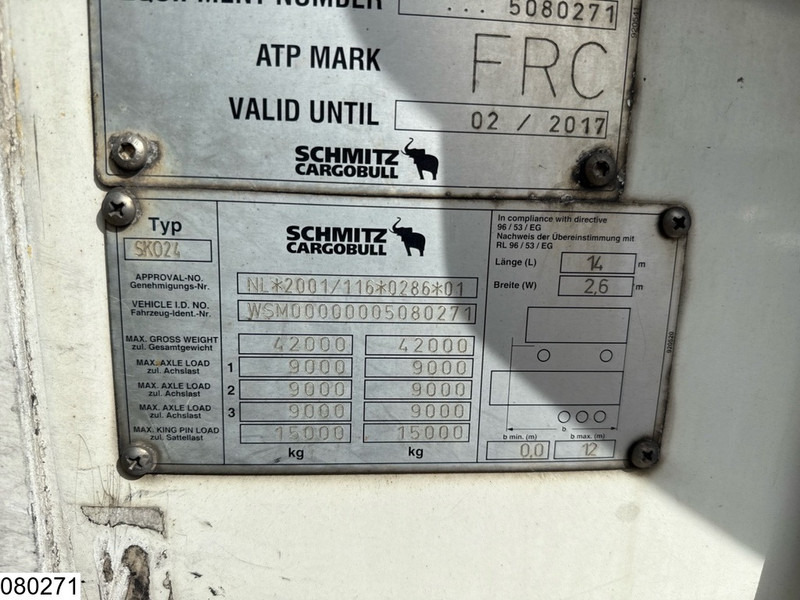 EQUIPMENT NUMBER ... 5080271
ATP MARK FRC
VALID UNTIL 02 / 2017
SCHMITZ
CARGOBULL
Typ
SKO24
SCHMITZ
CARGOBULL
APPROVAL-NO.
Genehmigungs-Nr.
NL*2001/116*0286*01
VEHICLE I.D. NO.
Fahrzeug-Ident.-Nr.
WSM00000005080271
MAX. GROSS WEIGHT
zul. Gesamtgewicht
42000 42000
MAX. AXLE LOAD
zul. Achslast
1 9000 9000
MAX. AXLE LOAD
zul. Achslast
2 9000 9000
MAX. AXLE LOAD
zul. Achslast
3 9000 9000
MAX. KING PIN LOAD
zul. Sattellast
15000 15000
kg kg
In compliance with directive
96 / 53 / EG
Nachweis der Übereinstimmung mit
RL 96 / 53 / EG
Länge (L) 14 m
Breite (W) 2,6 m
b
b min. (m) b max. (m)
0,0 12
080271